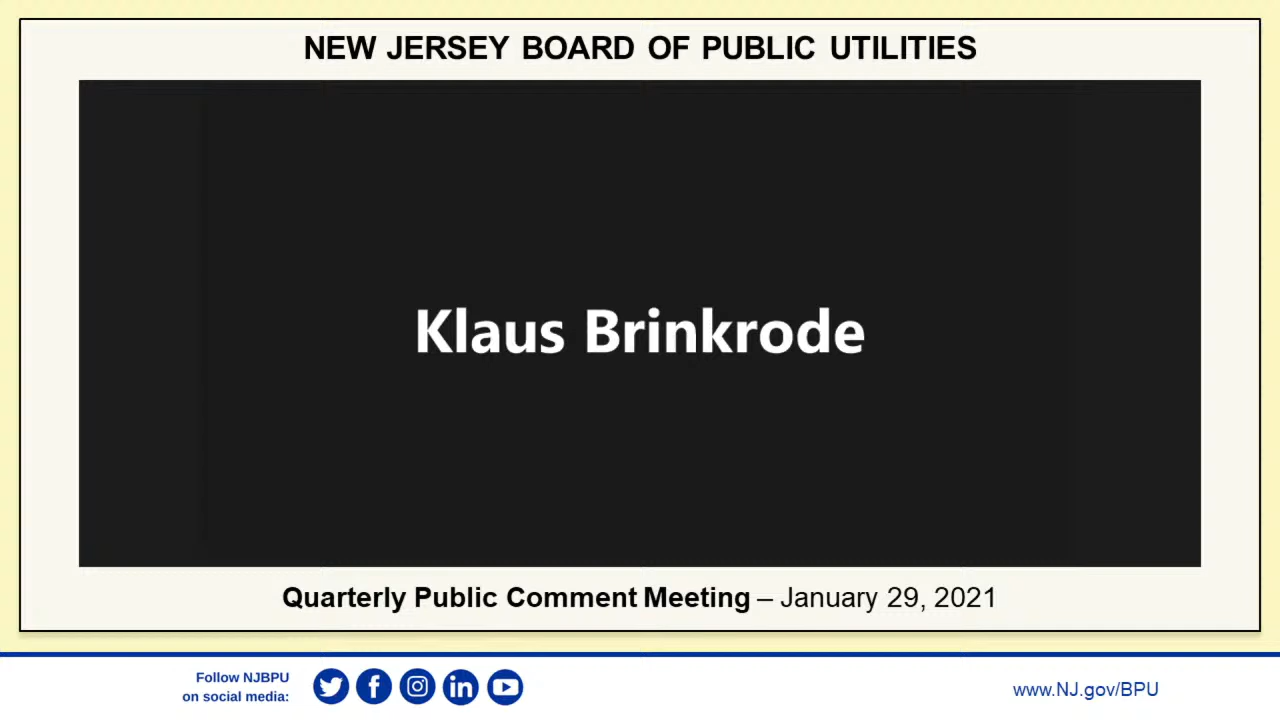 NEW JERSEY BOARD OF PUBLIC UTILITIES
Klaus Brinkrode
Quarterly Public Comment Meeting – January 29, 2021
Follow NJBPU
on social media:
www.NJ.gov/BPU